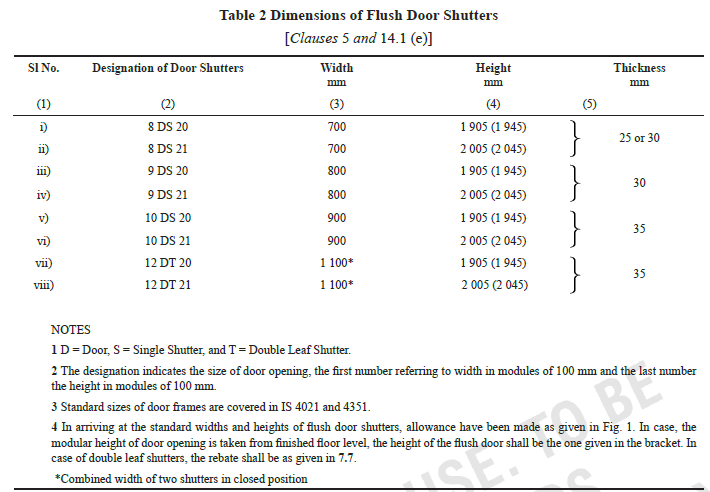 Table 2 Dimensions of Flush Door Shutters
[Clauses 5 and 14.1 (e)]
Sl No. Designation of Door Shutters Width Height Thickness
mm mm mm
(1) (2) (3) (4) (5)
i) 8 DS 20 700 1 905 (1 945)
25 or 30
ii) 8 DS 21 700 2 005 (2 045)
iii) 9 DS 20 800 1 905 (1 945)
30
iv) 9 DS 21 800 2 005 (2 045)
v) 10 DS 20 900 1 905 (1 945)
35
vi) 10 DS 21 900 2 005 (2 045)
vii) 12 DT 20 1 100* 1 905 (1 945)
35
viii) 12 DT 21 1 100* 2 005 (2 045)
NOTES
1 D = Door, S = Single Shutter, and T = Double Leaf Shutter.
2 The designation indicates the size of door opening, the first number referring to width in modules of 100 mm and the last number
the height in modules of 100 mm.
3 Standard sizes of door frames are covered in IS 4021 and 4351.
4 In arriving at the standard widths and heights of flush door shutters, allowance have been made as given in Fig. 1. In case, the
modular height of door opening is taken from finished floor level, the height of the flush door shall be the one given in the bracket. In
case of double leaf shutters, the rebate shall be as given in 7.7.
*Combined width of two shutters in closed position
USE. TO BE